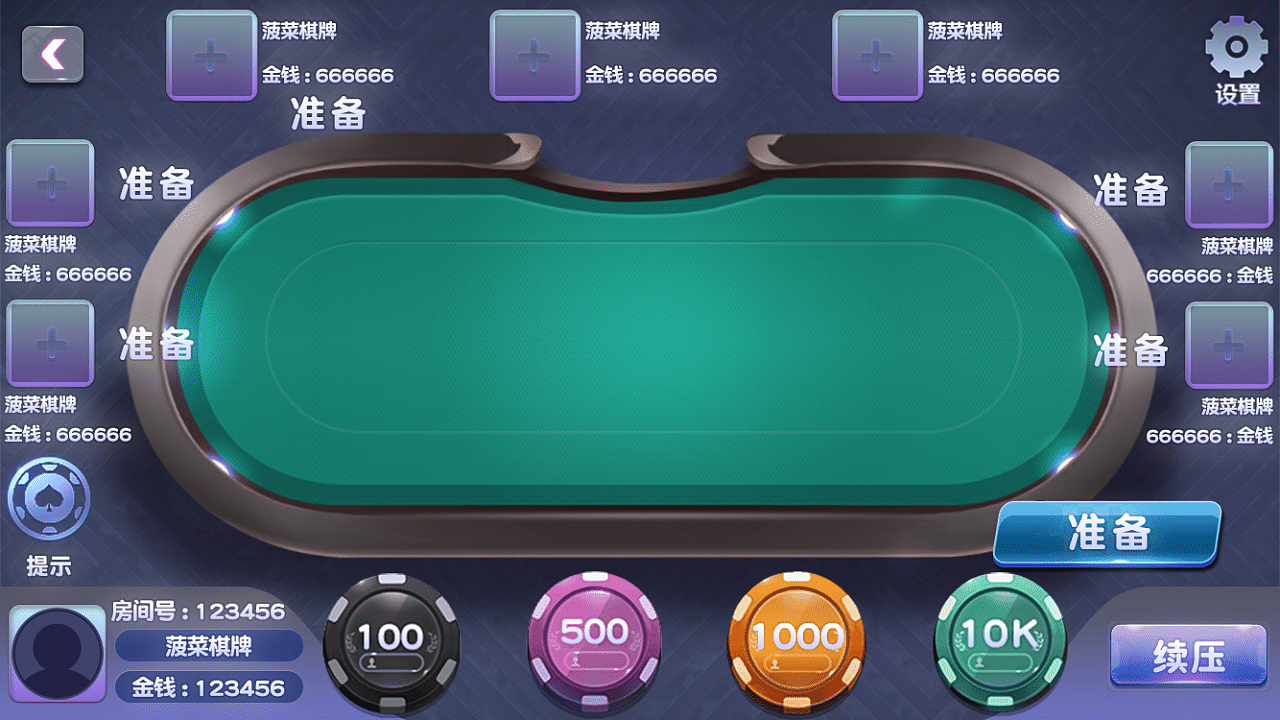 菠菜棋牌
金钱 : 666666
准备
菠菜棋牌
金钱 : 666666
菠菜棋牌
金钱 : 666666
设置
准备
菠菜棋牌
金钱 : 666666
准备
菠菜棋牌
666666 : 金钱
准备
菠菜棋牌
金钱 : 666666
准备
菠菜棋牌
666666 : 金钱
提示
准备
房间号 : 123456
菠菜棋牌
金钱 : 123456
100
500
1000
10K
续压